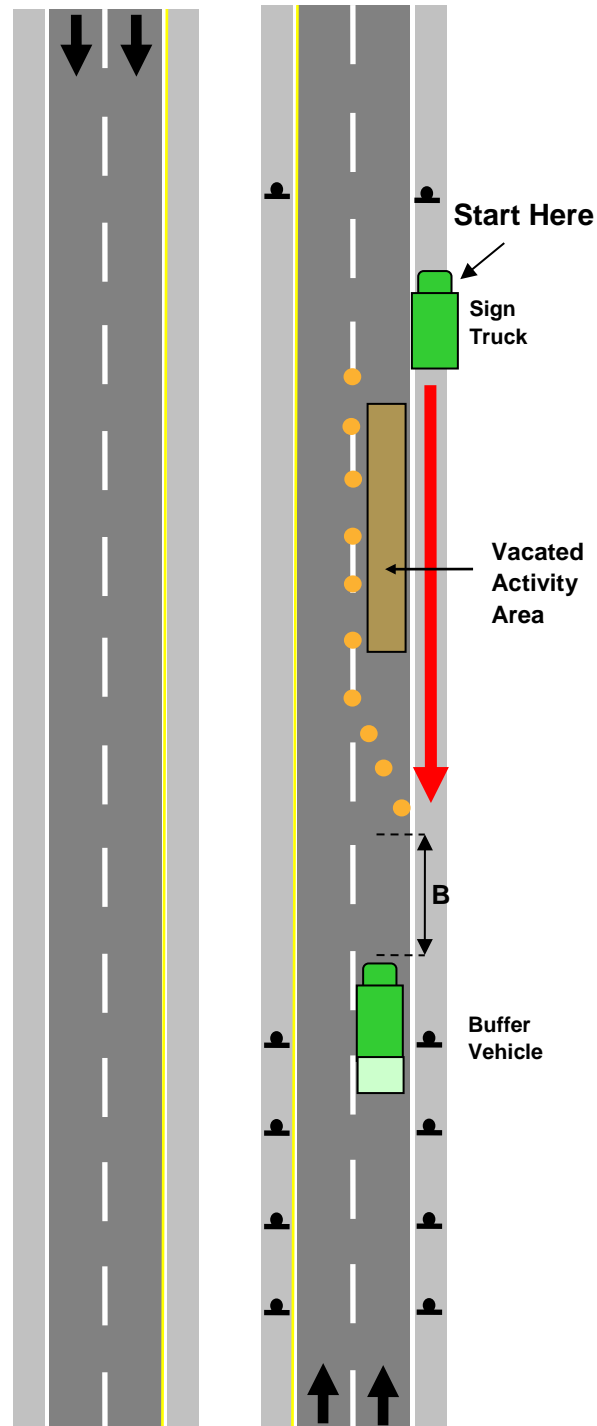 Start Here
Sign
Truck
Vacated
Activity
Area
B
Buffer
Vehicle